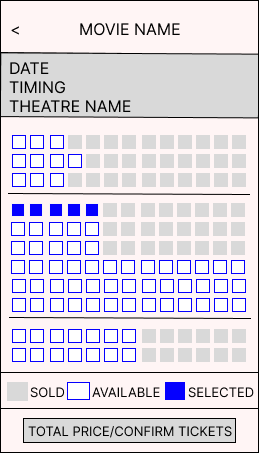 < MOVIE NAME
DATE
TIMING
THEATRE NAME
SOLD AVAILABLE SELECTED
TOTAL PRICE/CONFIRM TICKETS